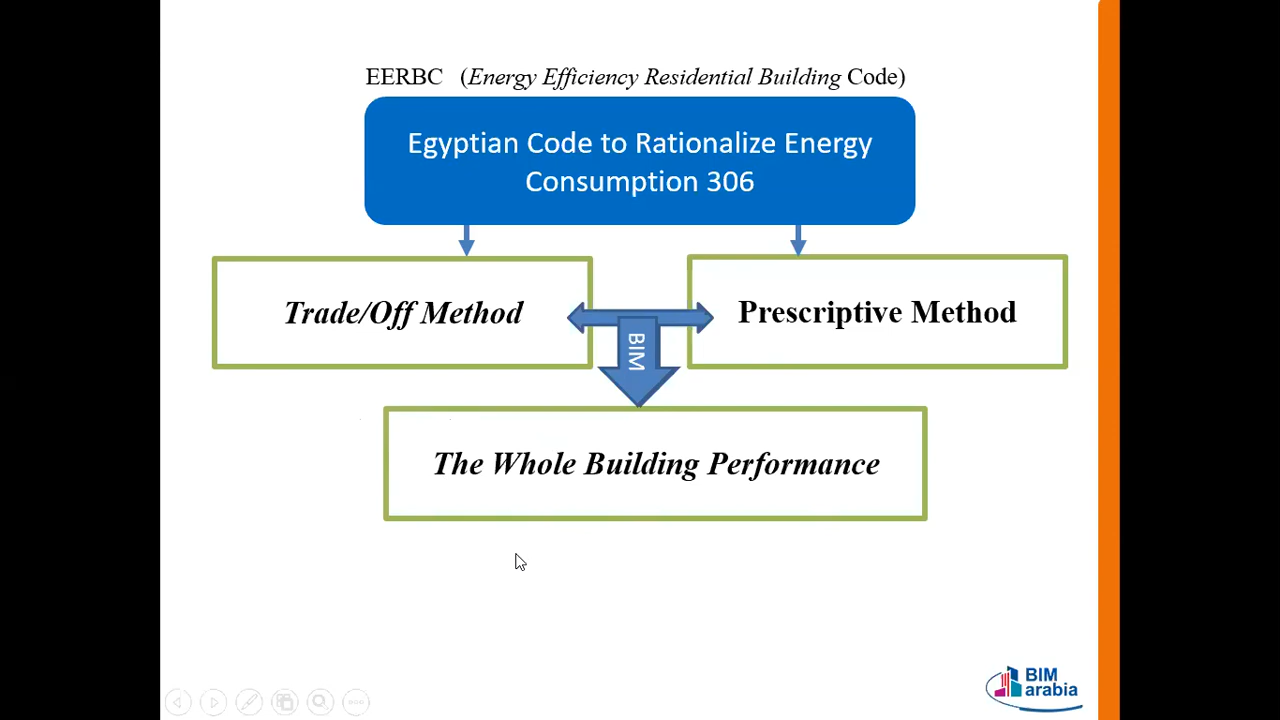 EERBC (Energy Efficiency Residential Building Code)
Egyptian Code to Rationalize Energy
Consumption 306
Trade/Off Method
Prescriptive Method
BIM
The Whole Building Performance
BIM
arabia